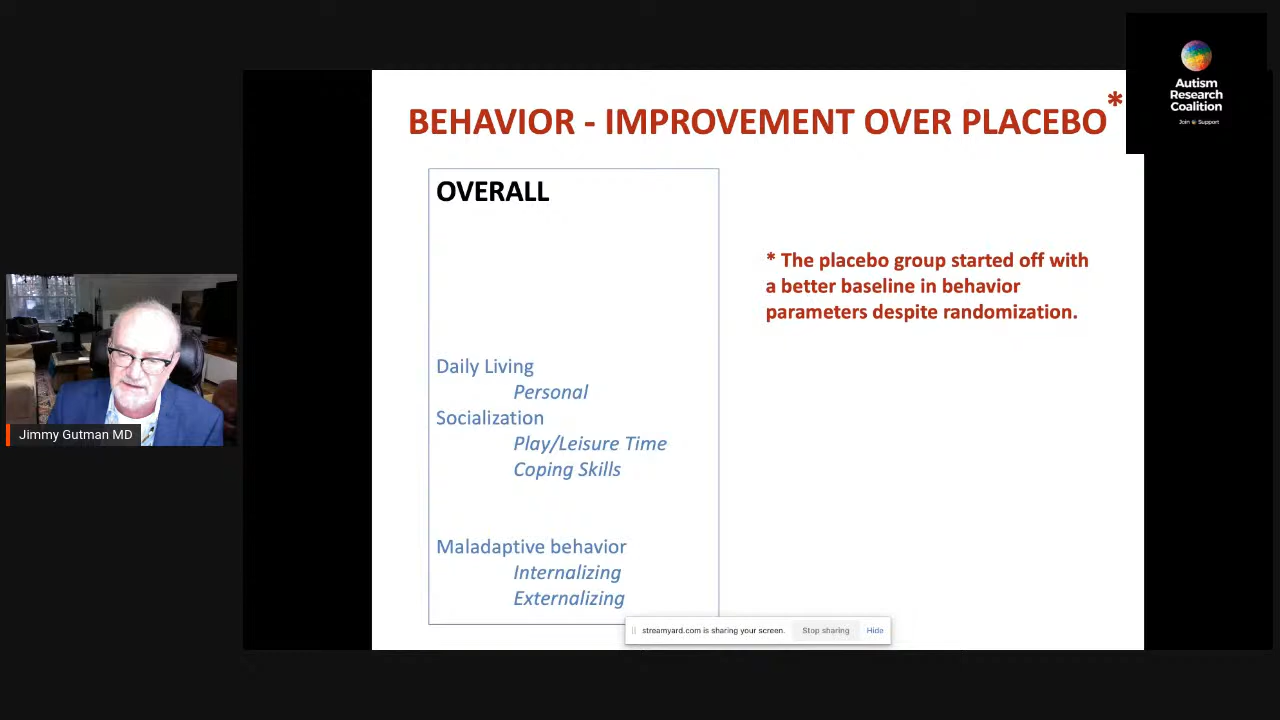 BEHAVIOR - IMPROVEMENT OVER PLACEBO*
Autism
Research
Coalition
Join & Support
OVERALL
* The placebo group started off with
a better baseline in behavior
parameters despite randomization.
Daily Living
Personal
Socialization
Play/Leisure Time
Coping Skills
Maladaptive behavior
Internalizing
Externalizing
Jimmy Gutman MD
streamyard.com is sharing your screen.
Stop sharing
Hide